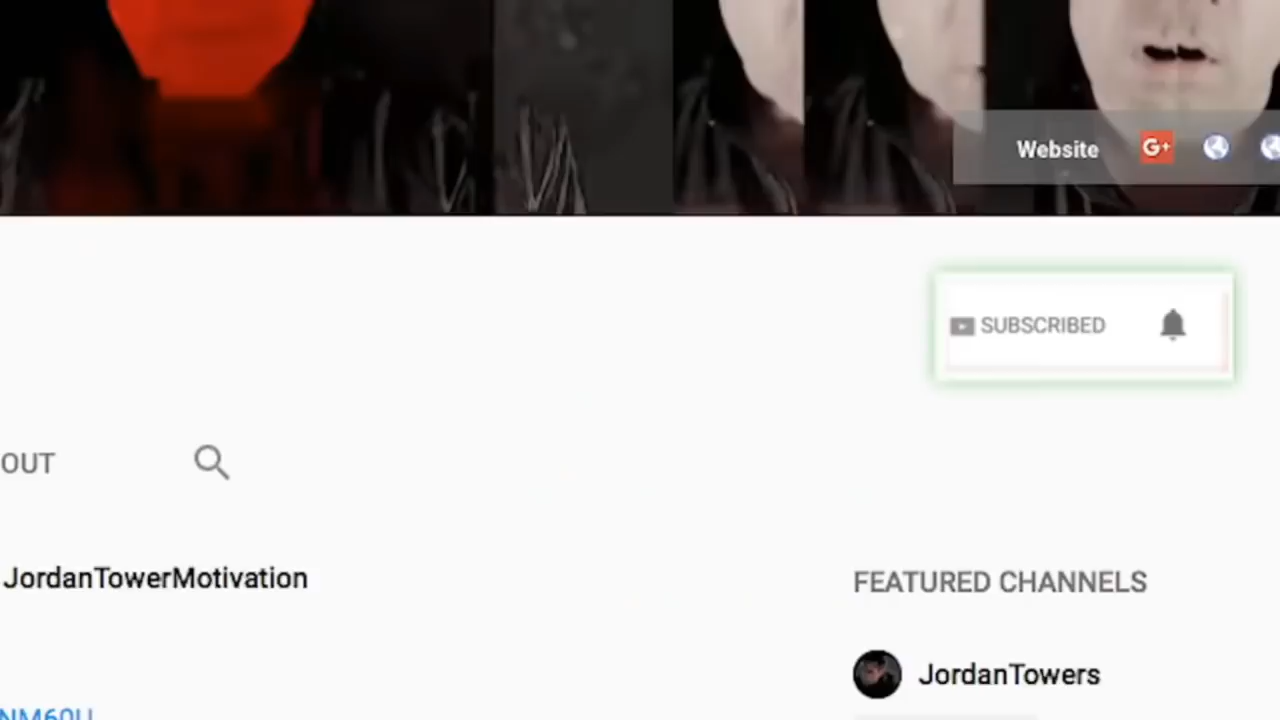 Website G+
SUBSCRIBED
OUT
JordanTowerMotivation
FEATURED CHANNELS
JordanTowers